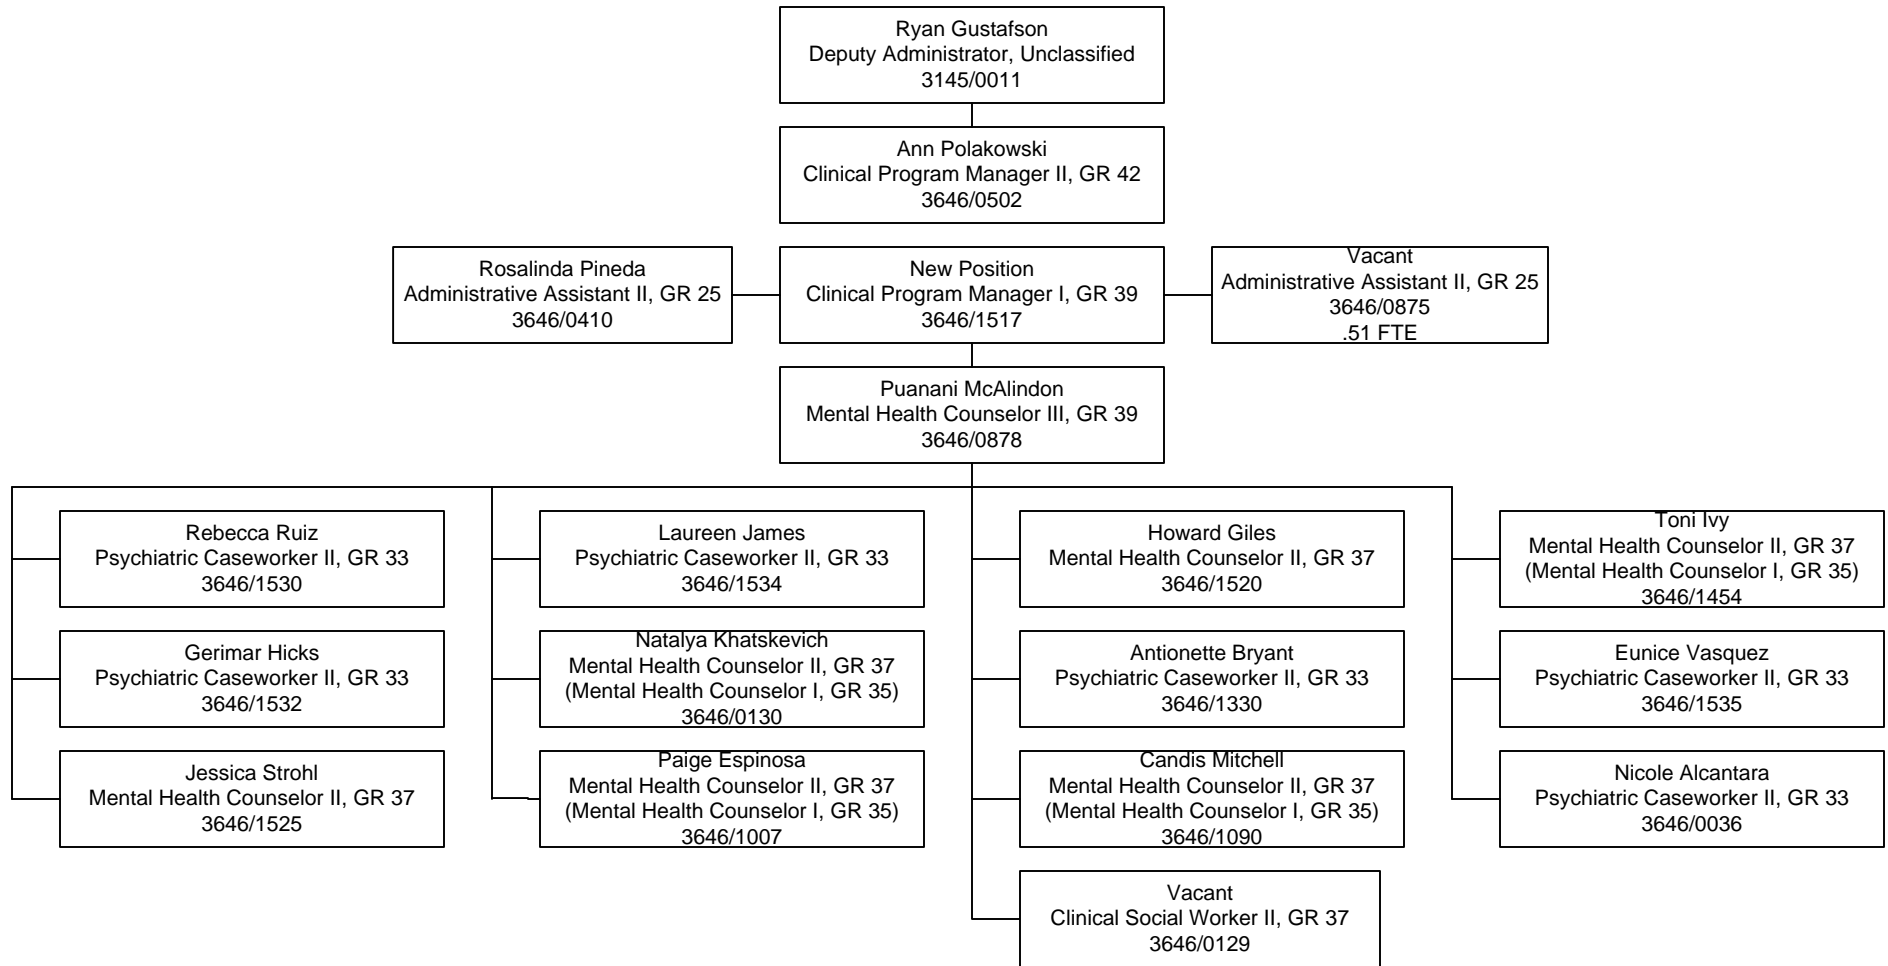 Ryan Gustafson
Deputy Administrator, Unclassified
3145/0011
Ann Polakowski
Clinical Program Manager II, GR 42
3646/0502
Rosalinda Pineda
Administrative Assistant II, GR 25
3646/0410
New Position
Clinical Program Manager I, GR 39
3646/1517
Vacant
Administrative Assistant II, GR 25
3646/0875
.51 FTE
Puanani McAlindon
Mental Health Counselor III, GR 39
3646/0878
Rebecca Ruiz
Psychiatric Caseworker II, GR 33
3646/1530
Laureen James
Psychiatric Caseworker II, GR 33
3646/1534
Howard Giles
Mental Health Counselor II, GR 37
3646/1520
Toni Ivy
Mental Health Counselor II, GR 37
(Mental Health Counselor I, GR 35)
3646/1454
Gerimar Hicks
Psychiatric Caseworker II, GR 33
3646/1532
Natalya Khatskevich
Mental Health Counselor II, GR 37
(Mental Health Counselor I, GR 35)
3646/0130
Antionette Bryant
Psychiatric Caseworker II, GR 33
3646/1330
Eunice Vasquez
Psychiatric Caseworker II, GR 33
3646/1535
Jessica Strohl
Mental Health Counselor II, GR 37
3646/1525
Paige Espinosa
Mental Health Counselor II, GR 37
(Mental Health Counselor I, GR 35)
3646/1007
Candis Mitchell
Mental Health Counselor II, GR 37
(Mental Health Counselor I, GR 35)
3646/1090
Nicole Alcantara
Psychiatric Caseworker II, GR 33
3646/0036
Vacant
Clinical Social Worker II, GR 37
3646/0129